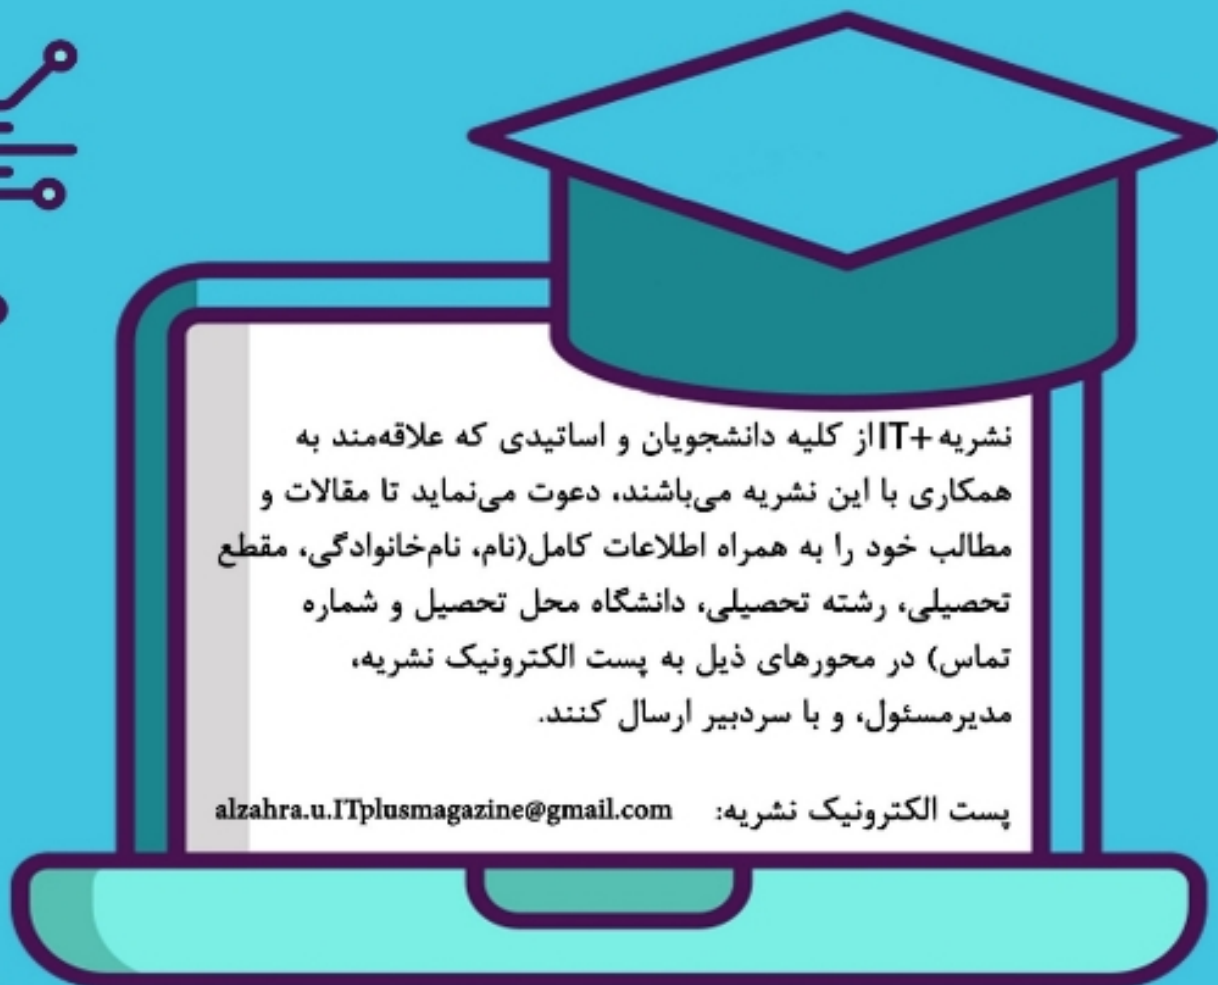 نشریه +IT از کلیه دانشجویان و اساتیدی که علاقه‌مند به
همکاری با این نشریه می‌باشند، دعوت می‌نماید تا مقالات و
مطالب خود را به همراه اطلاعات کامل(نام، نام‌خانوادگی، مقطع
تحصیلی، رشته تحصیلی، دانشگاه محل تحصیل و شماره
تماس) در محورهای ذیل به پست الکترونیک نشریه،
مدیرمسئول، و با سردبیر ارسال کنند.
پست الکترونیک نشریه: alzahra.u.ITplusmagazine@gmail.com